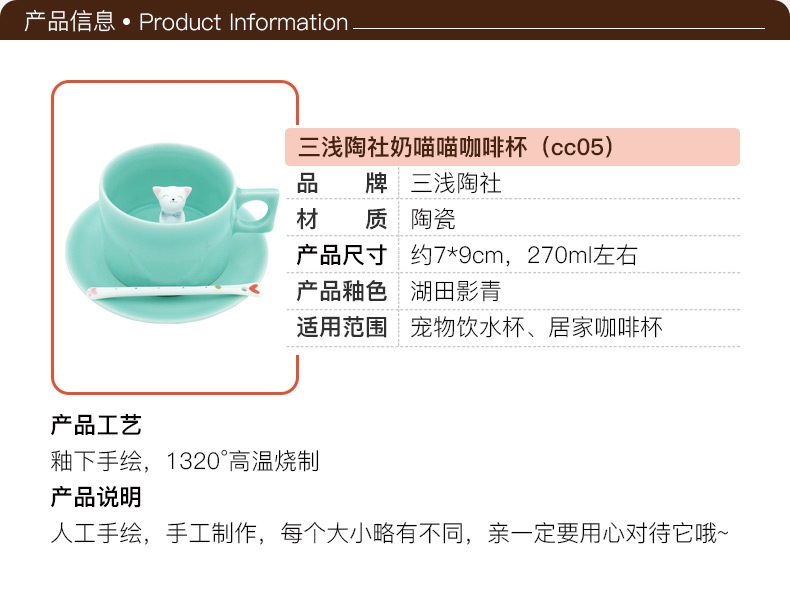 产品信息 • Product Information
三浅陶社奶喵喵咖啡杯（cc05）
品 牌 三浅陶社
材 质 陶瓷
产品尺寸 约7*9cm，270ml左右
产品釉色 湖田影青
适用范围 宠物饮水杯、居家咖啡杯
产品工艺
釉下手绘，1320°高温烧制
产品说明
人工手绘，手工制作，每个大小略有不同，亲一定要用心对待它哦~